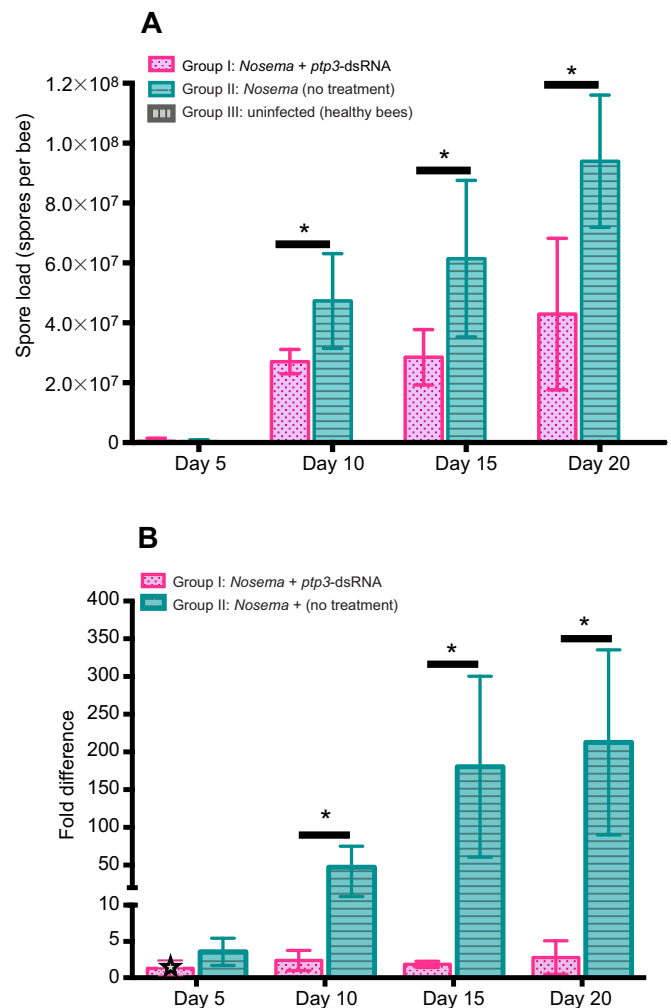 A
Group I: Nosema + ptp3-dsRNA
Group II: Nosema (no treatment)
Group III: uninfected (healthy bees)
Spore load (spores per bee)
1.2×10⁸
1.0×10⁸
8.0×10⁷
6.0×10⁷
4.0×10⁷
2.0×10⁷
0
*
*
*
Day 5 Day 10 Day 15 Day 20
B
Group I: Nosema + ptp3-dsRNA
Group II: Nosema + (no treatment)
Fold difference
400
350
300
250
200
150
100
50
10
5
0
*
*
*
Day 5 Day 10 Day 15 Day 20